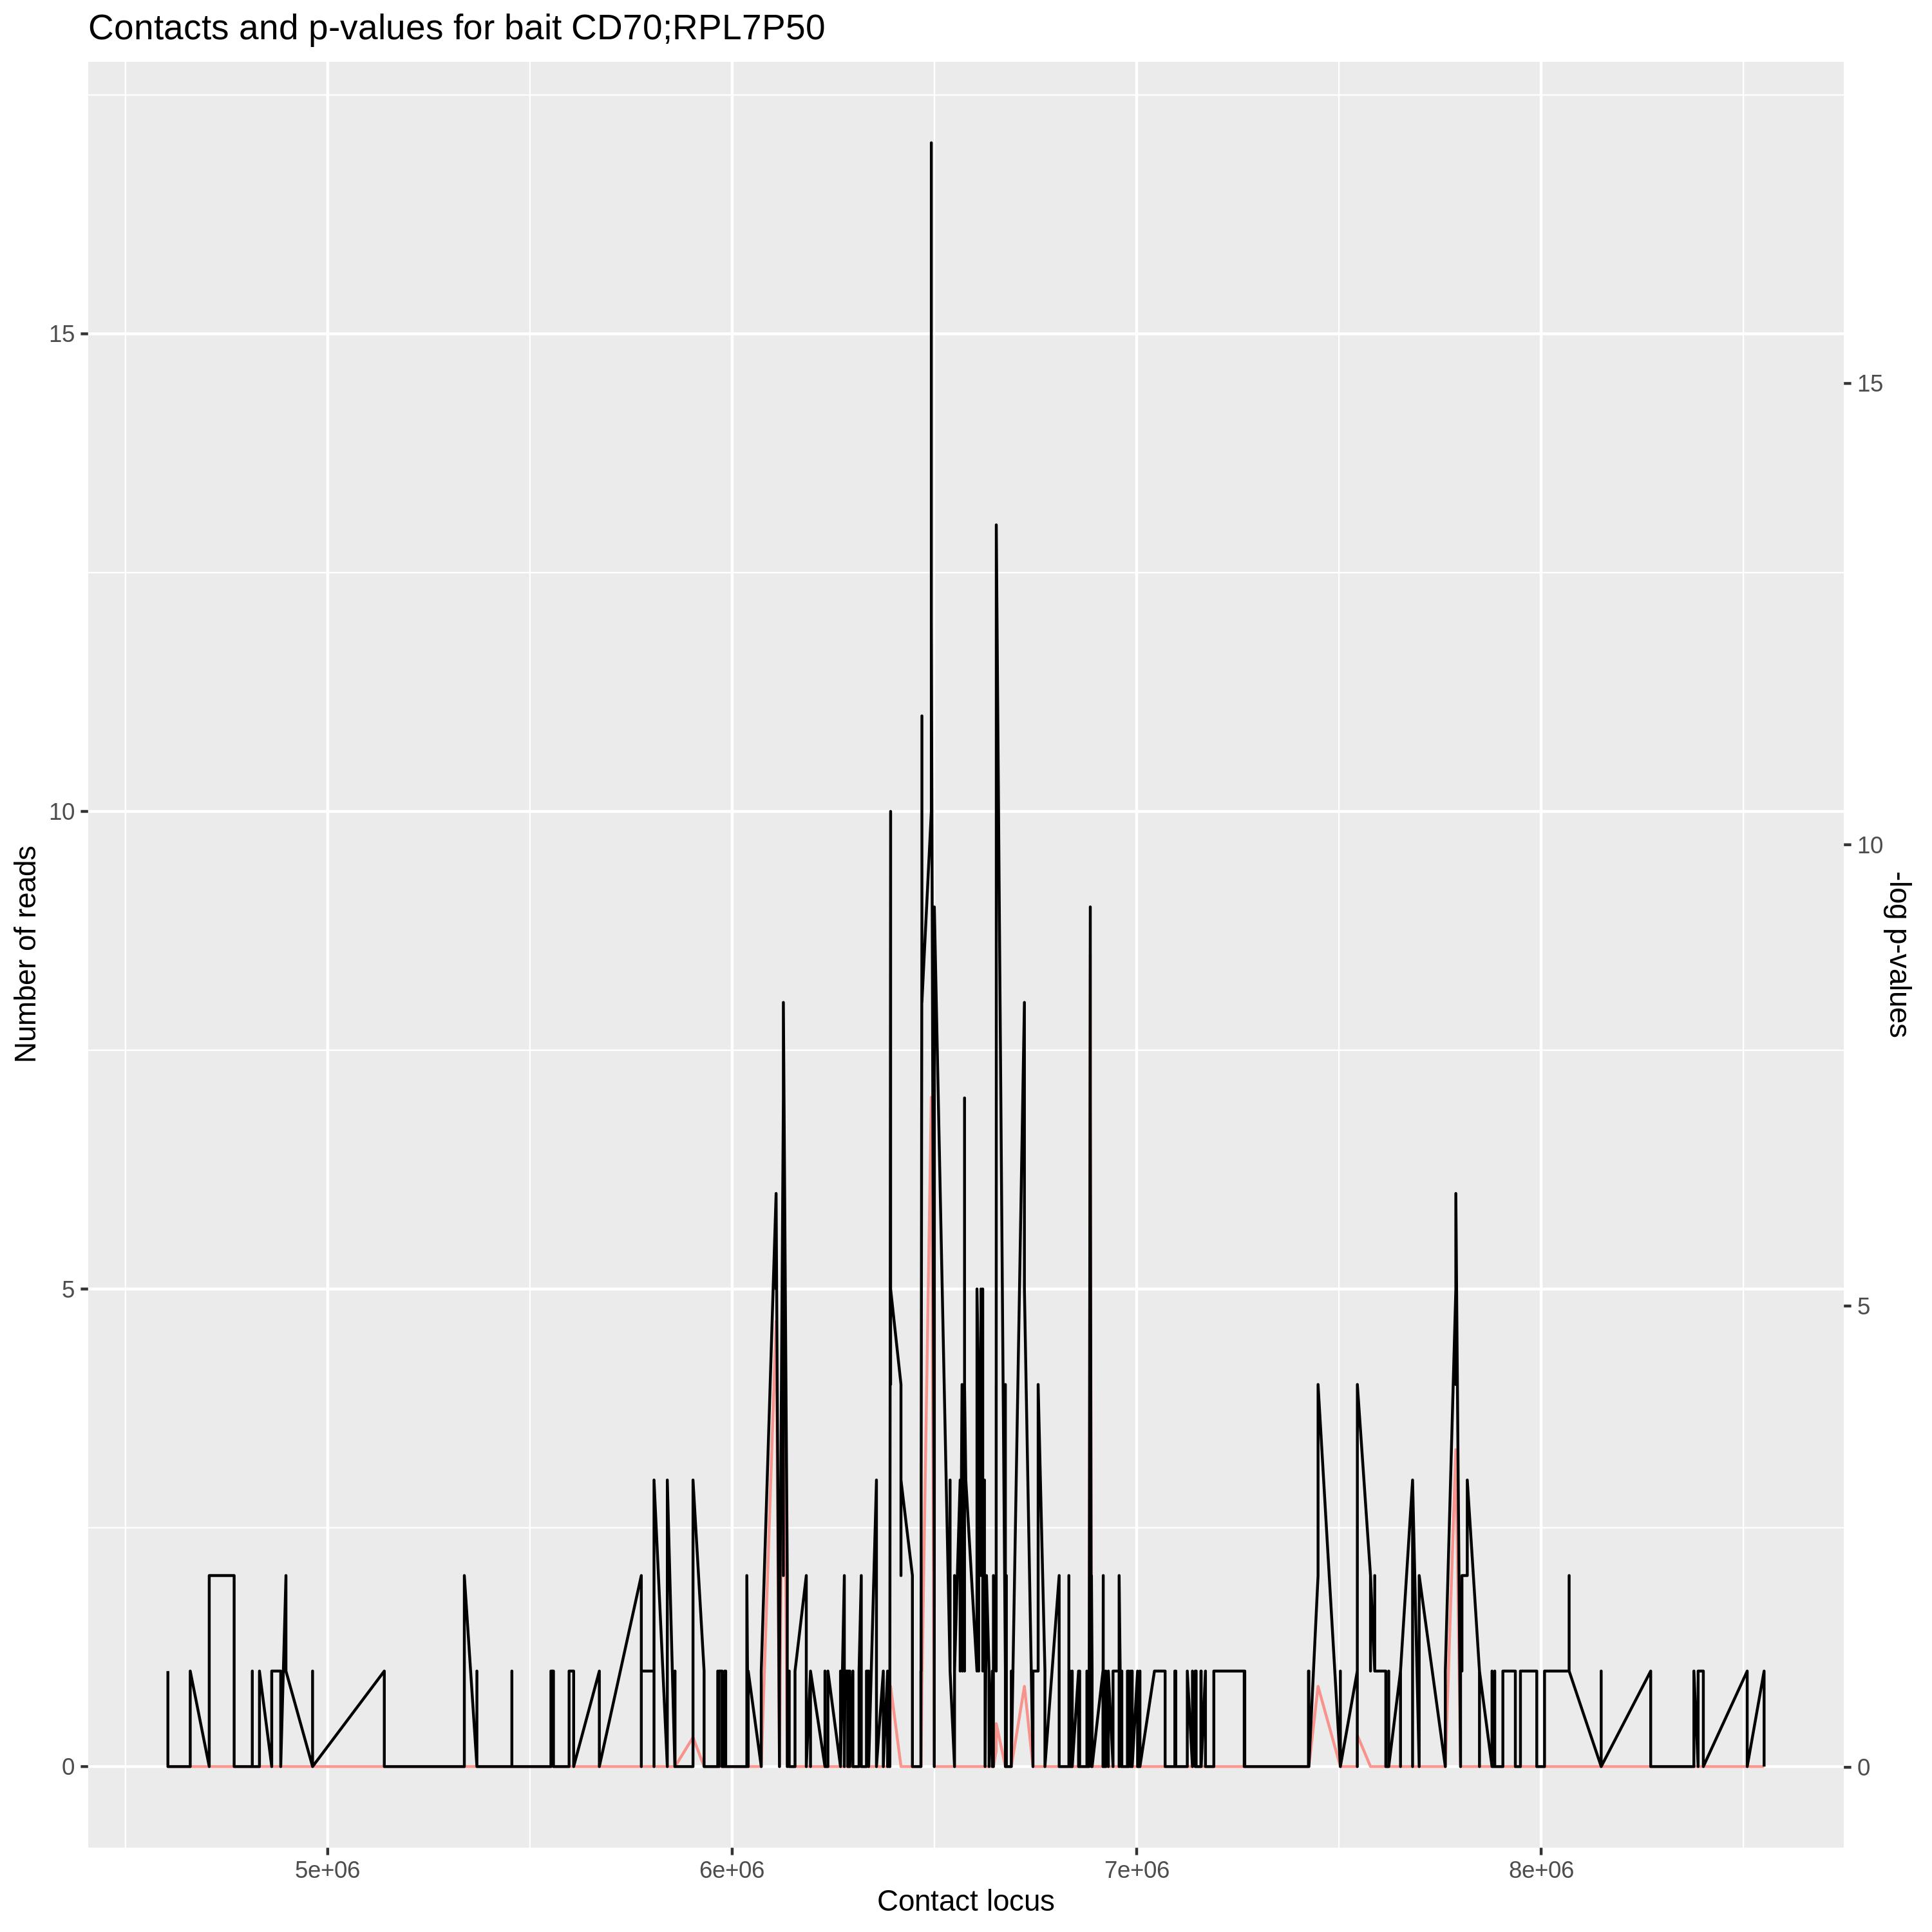 Contacts and p-values for bait CD70;RPL7P50
15
10
5
0
Number of reads
15
10
5
0
-log p-values
5e+06 6e+06 7e+06 8e+06
Contact locus